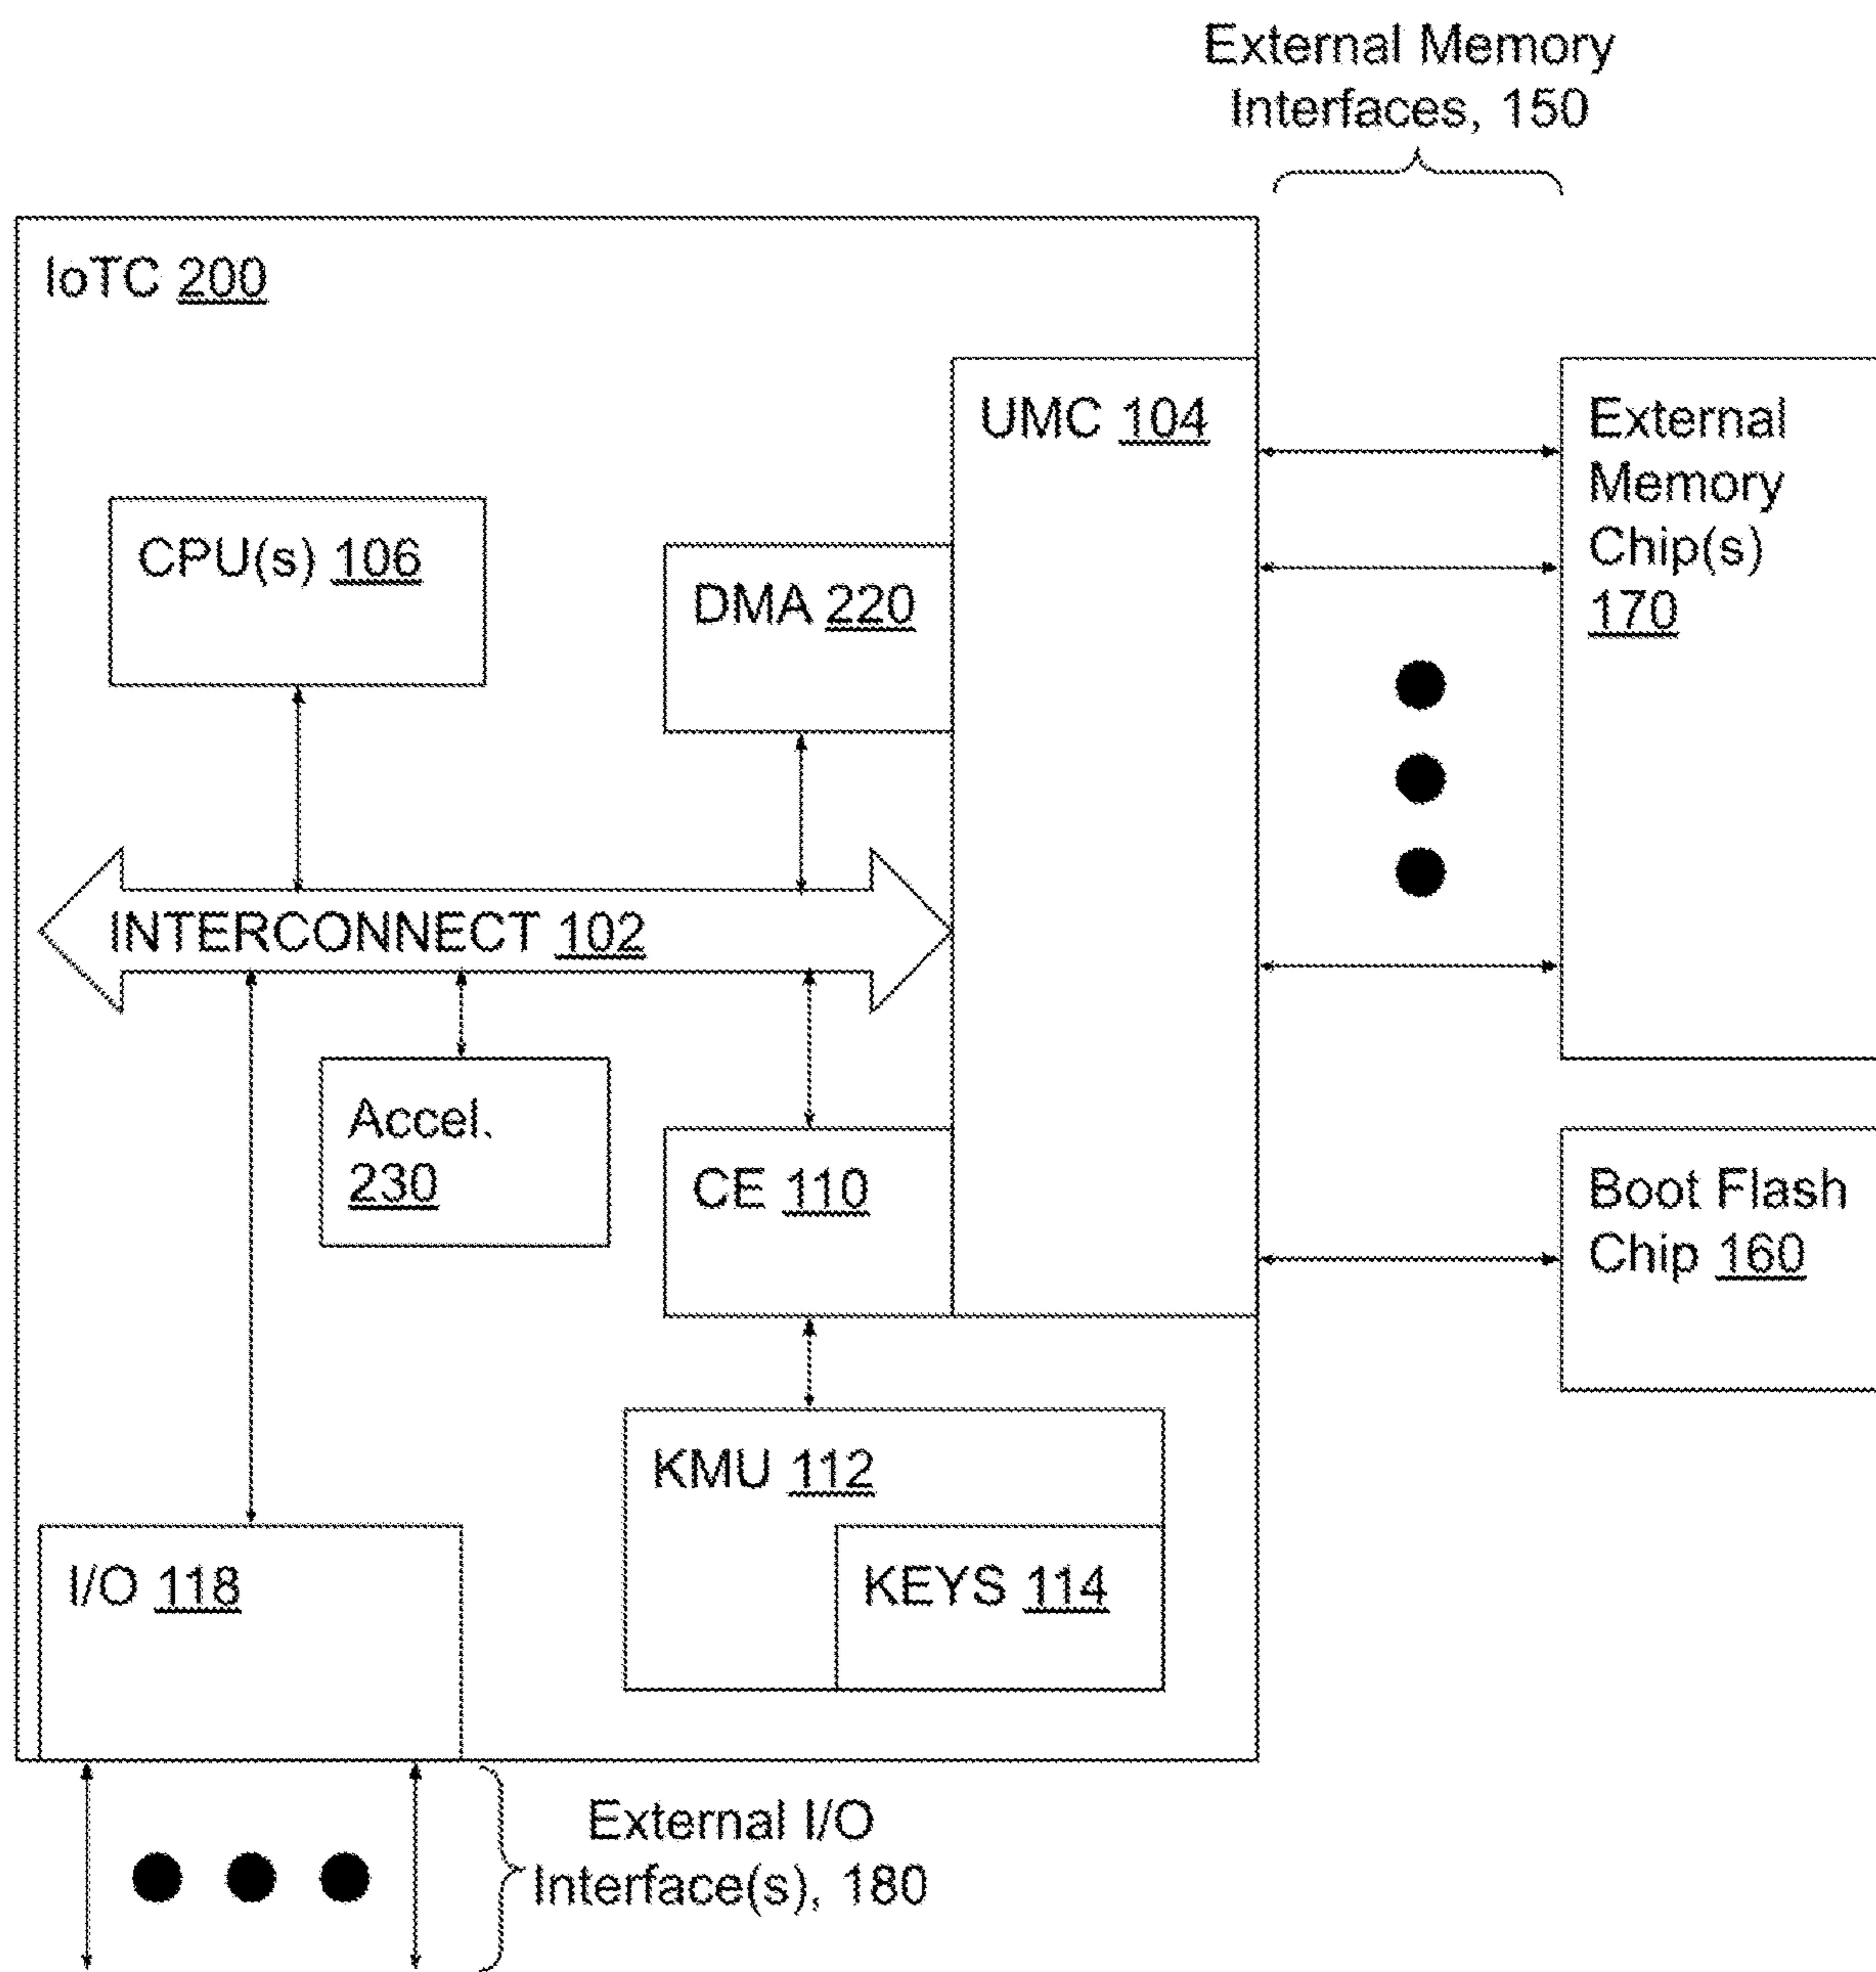 External Memory
Interfaces, 150
IoTC 200
UMC 104
External
Memory
Chip(s)
170
CPU(s) 106
DMA 220
INTERCONNECT 102
Accel.
230
CE 110
Boot Flash
Chip 160
KMU 112
KEYS 114
I/O 118
External I/O
Interface(s), 180